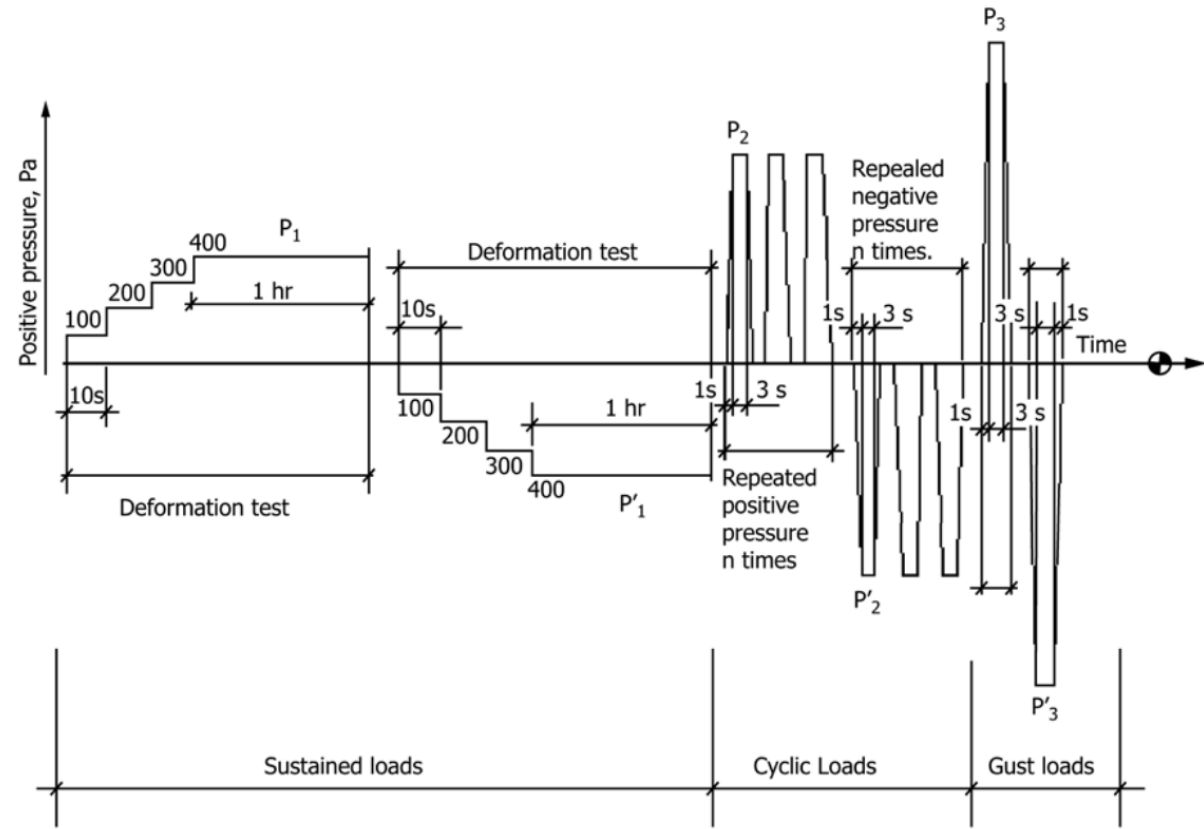 P3
Positive pressure, Pa
P2
Repealed
negative
pressure
n times.
400
P1
Deformation test
300
200
1 hr
10s
1s
3 s
3 s
1s
100
Time
10s
100
1s
3 s
1s
3 s
1 hr
200
300
400
P'1
Repeated
positive
pressure
n times
Deformation test
P'2
P'3
Sustained loads
Cyclic Loads
Gust loads